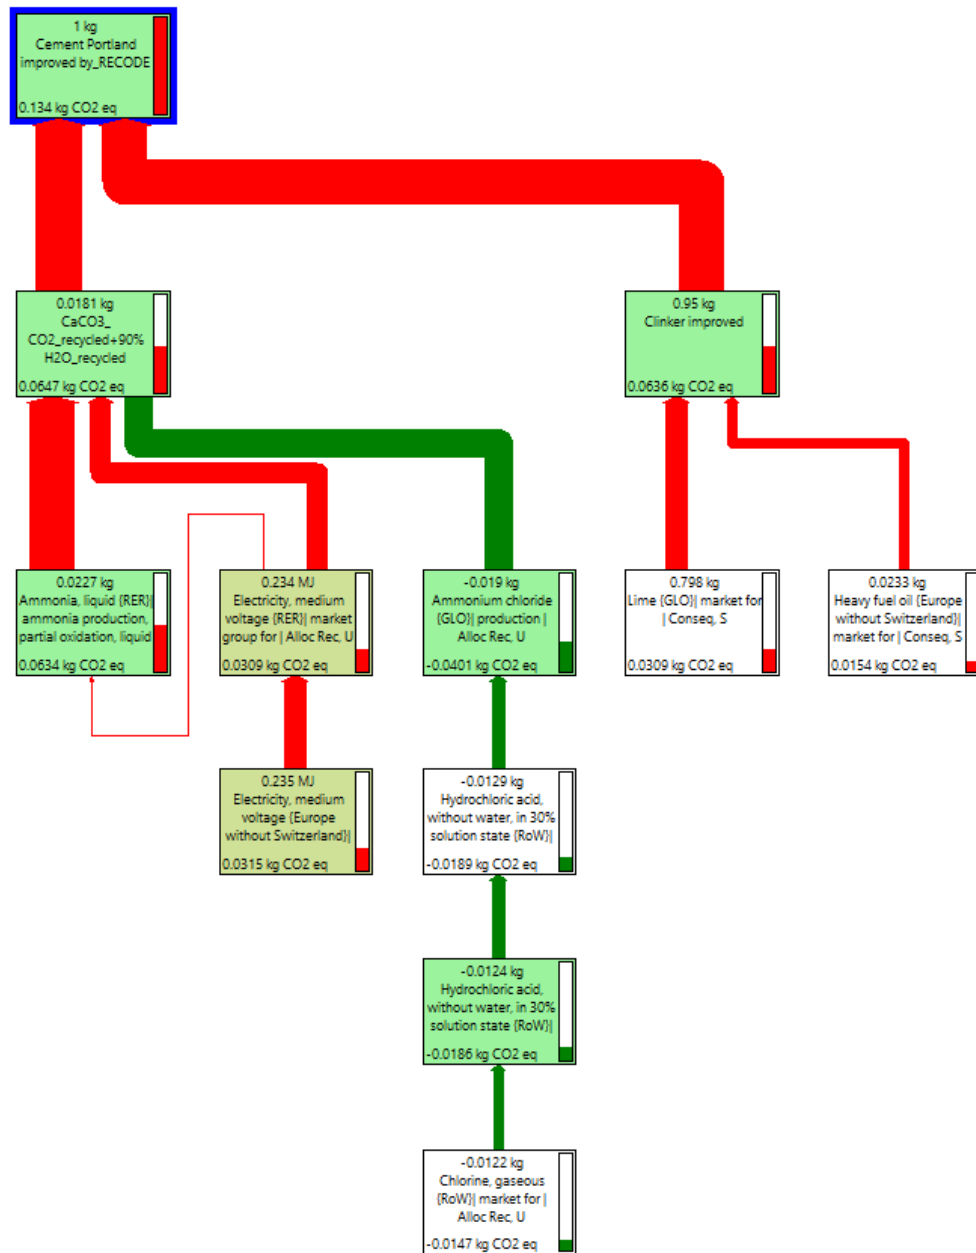 1 kg
Cement Portland
improved by_RECODE
0.134 kg CO2 eq
0.0181 kg
CaCO3_
CO2_recycled+90%
H2O_recycled
0.0647 kg CO2 eq
0.95 kg
Clinker improved
0.0636 kg CO2 eq
0.0227 kg
Ammonia, liquid {RER}|
ammonia production,
partial oxidation, liquid
0.0634 kg CO2 eq
0.234 MJ
Electricity, medium
voltage {RER}| market
group for | Alloc Rec, U
0.0309 kg CO2 eq
-0.019 kg
Ammonium chloride
{GLO}| production |
Alloc Rec, U
-0.0401 kg CO2 eq
0.798 kg
Lime {GLO}| market for
| Conseq, S
0.0309 kg CO2 eq
0.0233 kg
Heavy fuel oil {Europe
without Switzerland}|
market for | Conseq, S
0.0154 kg CO2 eq
0.235 MJ
Electricity, medium
voltage {Europe
without Switzerland}|
0.0315 kg CO2 eq
-0.0129 kg
Hydrochloric acid,
without water, in 30%
solution state {RoW}|
-0.0189 kg CO2 eq
-0.0124 kg
Hydrochloric acid,
without water, in 30%
solution state {RoW}|
-0.0186 kg CO2 eq
-0.0122 kg
Chlorine, gaseous
{RoW}| market for |
Alloc Rec, U
-0.0147 kg CO2 eq